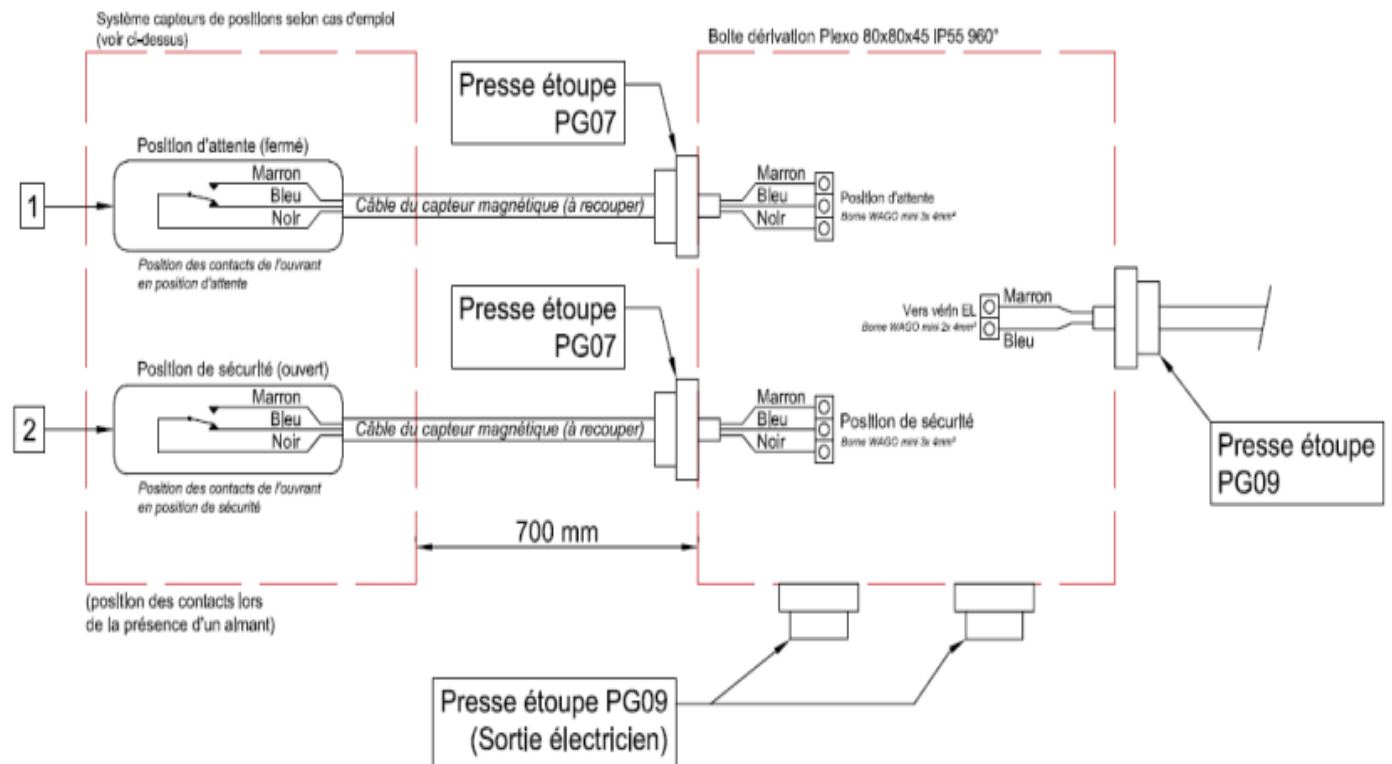 Système capteurs de positions selon cas d'emploi
(voir ci-dessus)
Boite dérivation Plexo 80x80x45 IP55 960°
Presse étoupe
PG07
Position d'attente (fermé)
Marron
Bleu
Noir
1
Câble du capteur magnétique (à recouper)
Marron
Bleu
Noir
Position d'attente
Borne WAGO mini 3x 4mm²
Position des contacts de l'ouvrant
en position d'attente
Presse étoupe
PG07
Vers vérin EL
Borne WAGO mini 2x 4mm²
Marron
Bleu
Position de sécurité (ouvert)
Marron
Bleu
Noir
2
Câble du capteur magnétique (à recouper)
Marron
Bleu
Noir
Position de sécurité
Borne WAGO mini 3x 4mm²
Presse étoupe
PG09
Position des contacts de l'ouvrant
en position de sécurité
700 mm
(position des contacts lors
de la présence d'un aimant)
Presse étoupe PG09
(Sortie électricien)